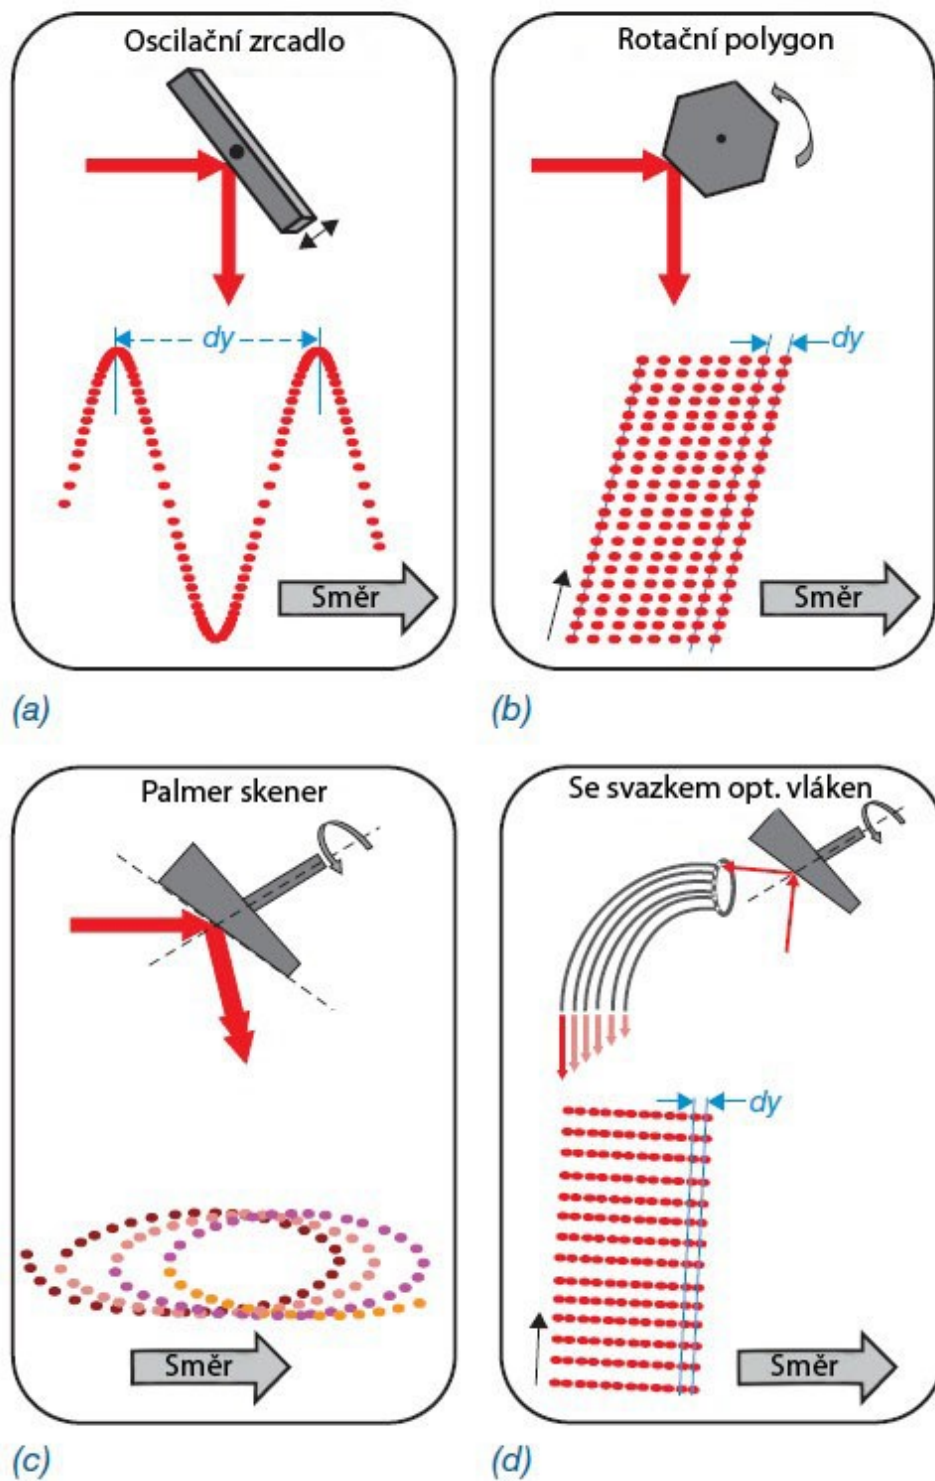 Oscilační zrcadlo
dy
Směr
(a)
Rotační polygon
dy
Směr
(b)
Palmer skener
Směr
(c)
Se svazkem opt. vláken
dy
Směr
(d)